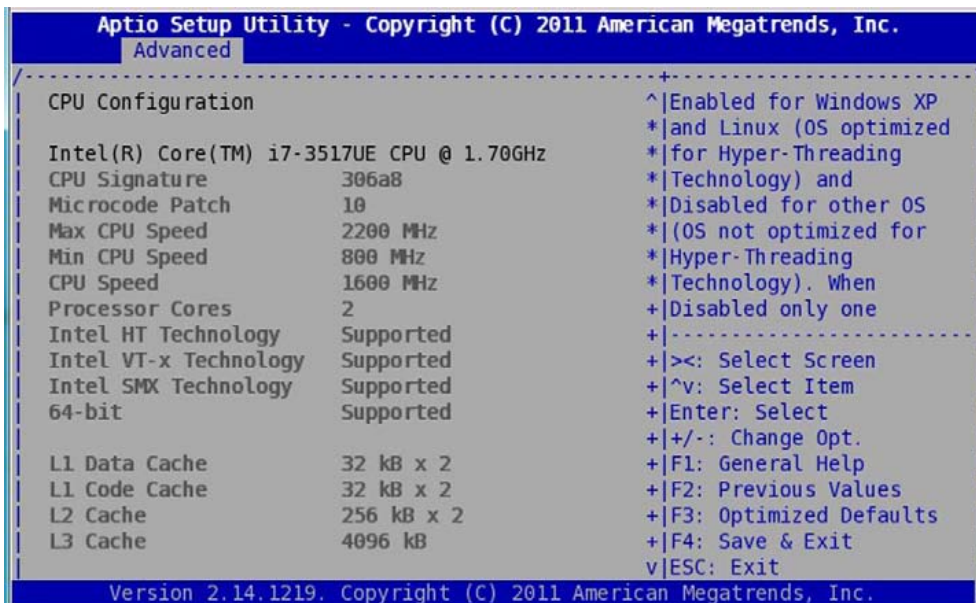 Aptio Setup Utility - Copyright (C) 2011 American Megatrends, Inc.
Advanced
/-----------------------------------------------------+--------------------------
| CPU Configuration ^|Enabled for Windows XP
| *|and Linux (OS optimized
| Intel(R) Core(TM) i7-3517UE CPU @ 1.70GHz *|for Hyper-Threading
| CPU Signature 306a8 *|Technology) and
| Microcode Patch 10 *|Disabled for other OS
| Max CPU Speed 2200 MHz *|(OS not optimized for
| Min CPU Speed 800 MHz *|Hyper-Threading
| CPU Speed 1600 MHz *|Technology). When
| Processor Cores 2 +|Disabled only one
| Intel HT Technology Supported +|--------------------------
| Intel VT-x Technology Supported +|><: Select Screen
| Intel SMX Technology Supported +|^v: Select Item
| 64-bit Supported +|Enter: Select
| +|+/-: Change Opt.
| L1 Data Cache 32 kB x 2 +|F1: General Help
| L1 Code Cache 32 kB x 2 +|F2: Previous Values
| L2 Cache 256 kB x 2 +|F3: Optimized Defaults
| L3 Cache 4096 kB +|F4: Save & Exit
| v|ESC: Exit
Version 2.14.1219. Copyright (C) 2011 American Megatrends, Inc.